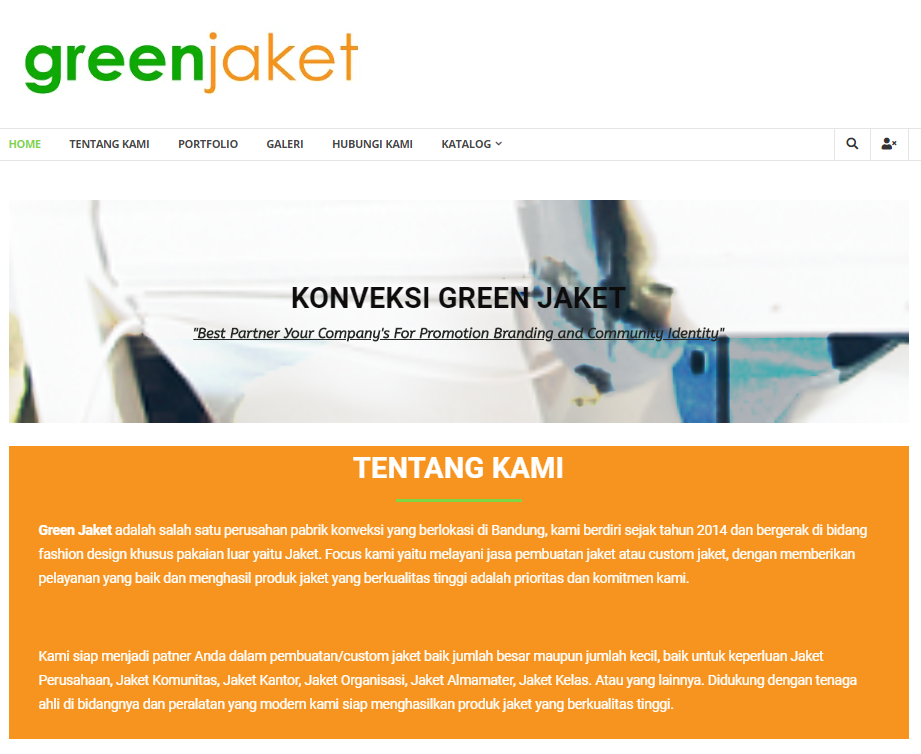 greenjaket
HOME TENTANG KAMI PORTFOLIO GALERI HUBUNGI KAMI KATALOG
KONVEKSI GREEN JAKET
"Best Partner Your Company's For Promotion Branding and Community Identity"
TENTANG KAMI
Green Jaket adalah salah satu perusahan pabrik konveksi yang berlokasi di Bandung, kami berdiri sejak tahun 2014 dan bergerak di bidang
fashion design khusus pakaian luar yaitu Jaket. Focus kami yaitu melayani jasa pembuatan jaket atau custom jaket, dengan memberikan
pelayanan yang baik dan menghasil produk jaket yang berkualitas tinggi adalah prioritas dan komitmen kami.
Kami siap menjadi patner Anda dalam pembuatan/custom jaket baik jumlah besar maupun jumlah kecil, baik untuk keperluan Jaket
Perusahaan, Jaket Komunitas, Jaket Kantor, Jaket Organisasi, Jaket Almamater, Jaket Kelas. Atau yang lainnya. Didukung dengan tenaga
ahli di bidangnya dan peralatan yang modern kami siap menghasilkan produk jaket yang berkualitas tinggi.